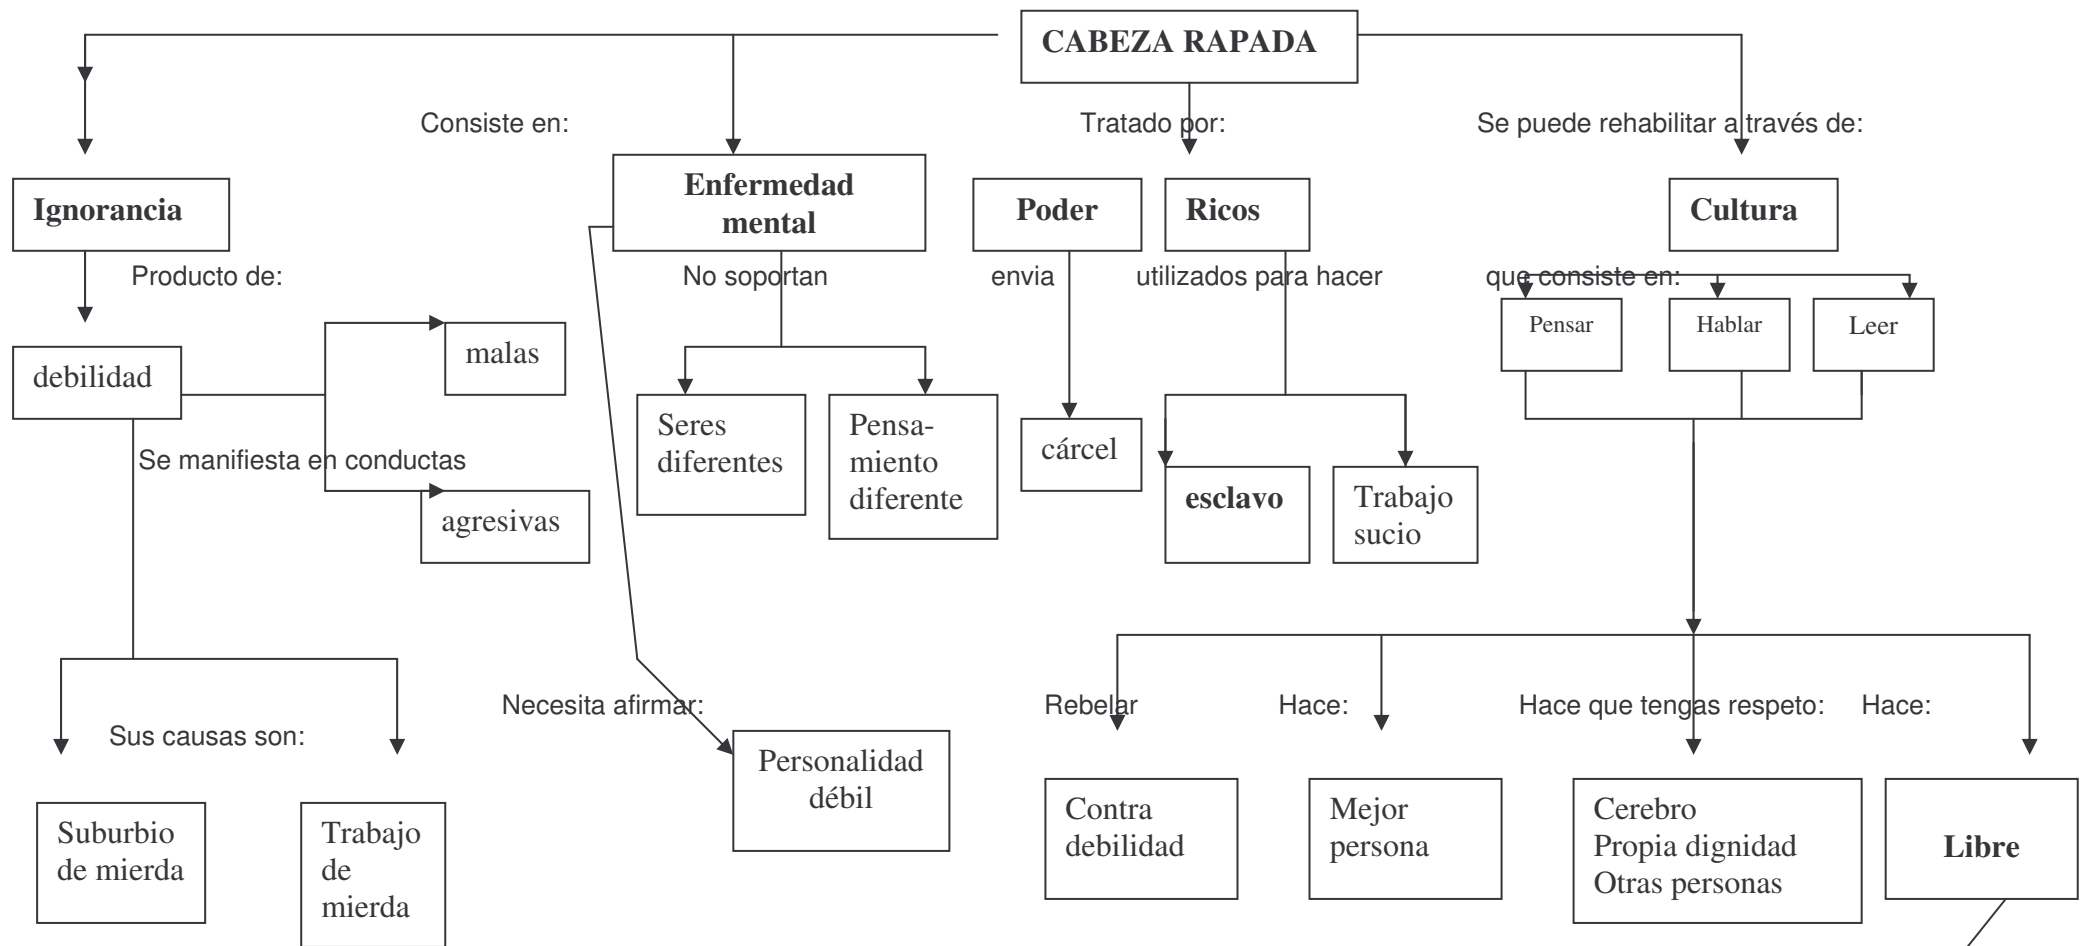 CABEZA RAPADA
Consiste en:
Tratado por:
Se puede rehabilitar a través de:
Ignorancia
Enfermedad
mental
Poder
Ricos
Cultura
Producto de:
No soportan
envia
utilizados para hacer
que consiste en:
Pensar
Hablar
Leer
debilidad
malas
Seres
diferentes
Pensa-
miento
diferente
cárcel
Se manifiesta en conductas
agresivas
esclavo
Trabajo
sucio
Necesita afirmar:
Rebelar
Hace:
Hace que tengas respeto:
Hace:
Sus causas son:
Personalidad
débil
Suburbio
de mierda
Trabajo
de
mierda
Contra
debilidad
Mejor
persona
Cerebro
Propia dignidad
Otras personas
Libre